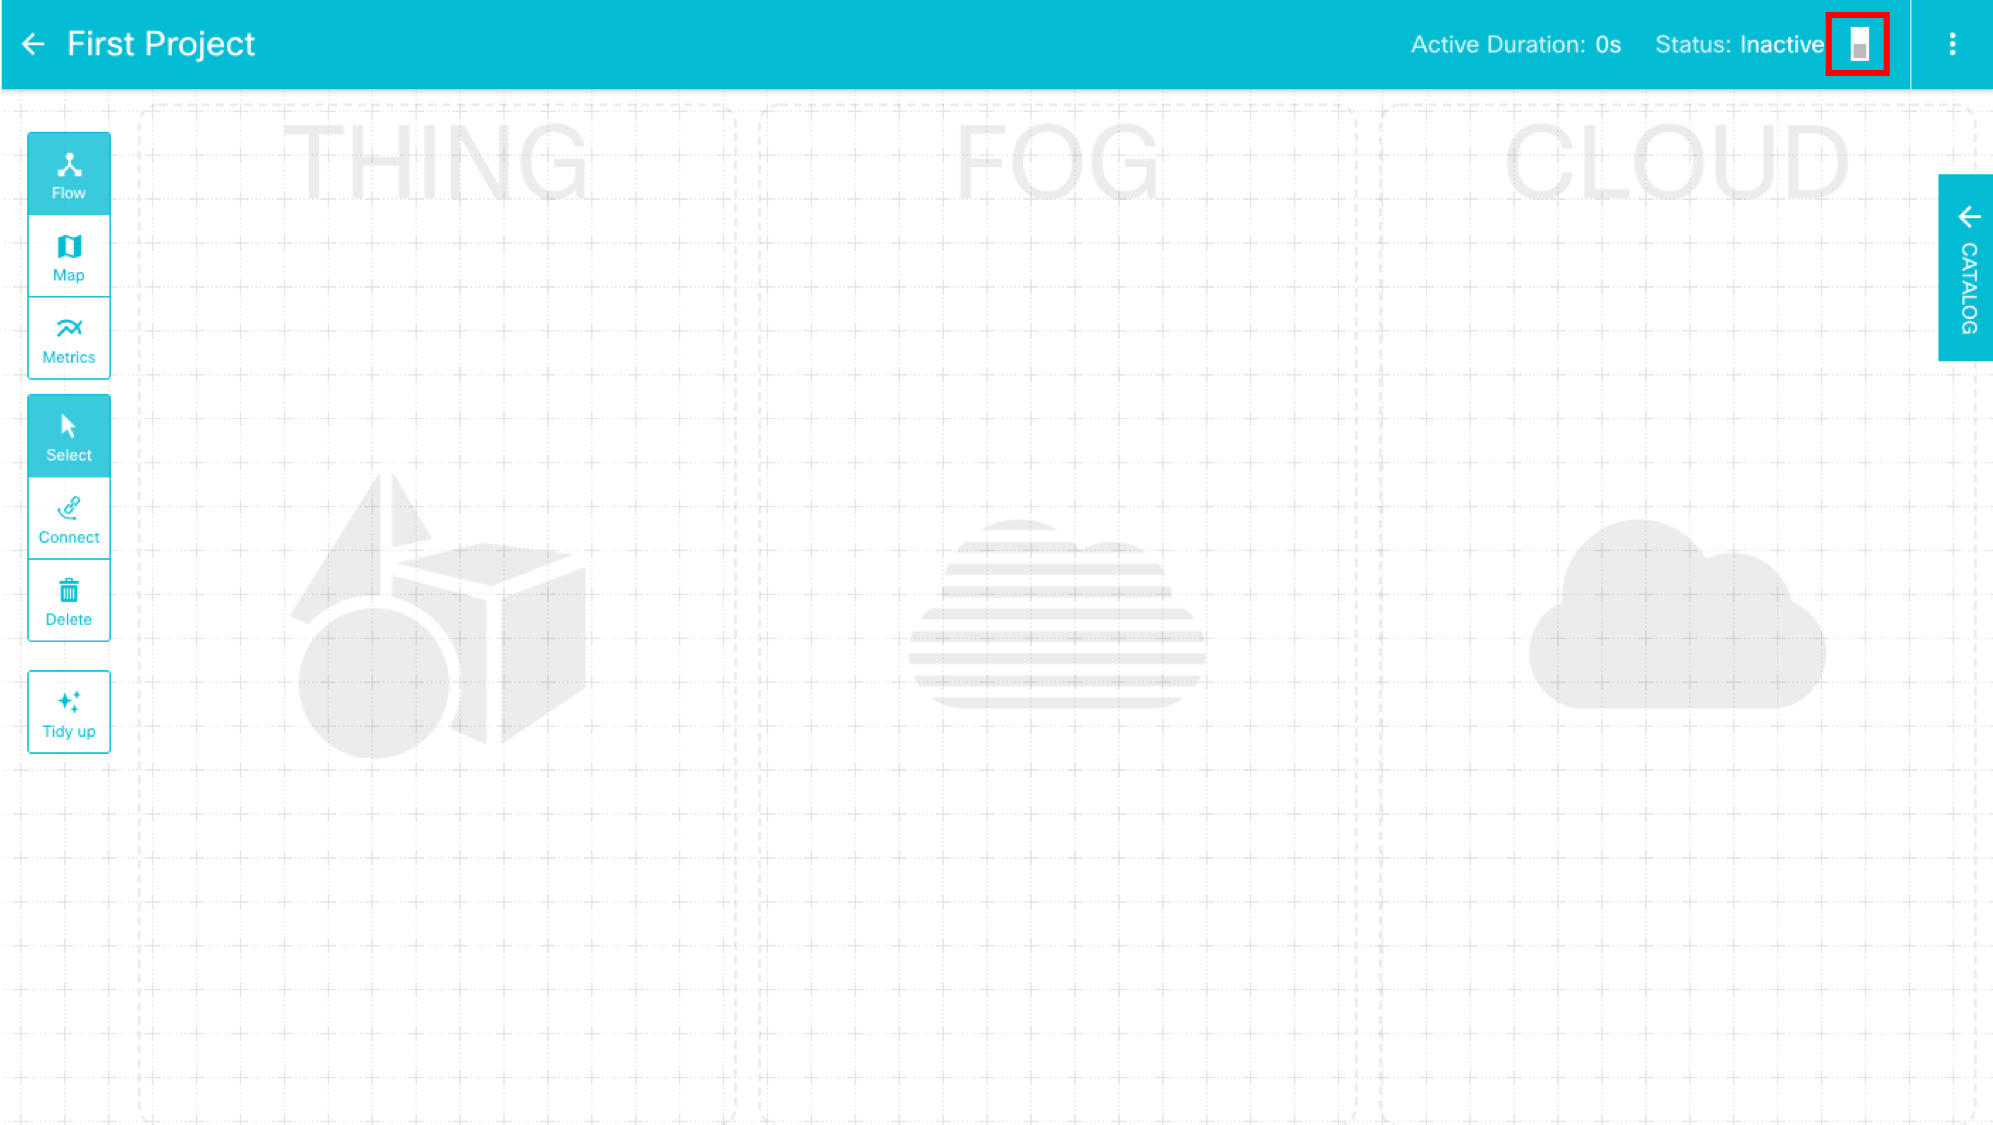 First Project
Active Duration: 0s Status: Inactive
THING FOG CLOUD
Flow
Map
Metrics
Select
Connect
Delete
Tidy up
CATALOG